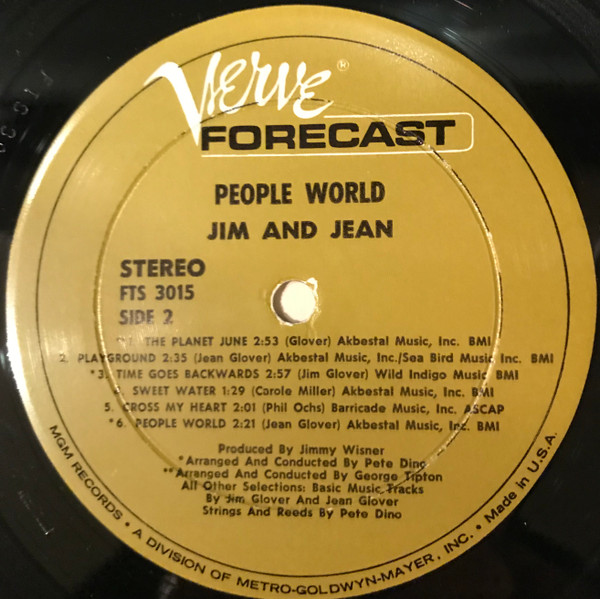 Verve®
FORECAST
PEOPLE WORLD
JIM AND JEAN
STEREO
FTS 3015
SIDE 2
1. THE PLANET JUNE 2:53 (Glover) Akbestal Music, Inc. BMI
2. PLAYGROUND 2:35 (Jean Glover) Akbestal Music, Inc./Sea Bird Music Inc. BMI
*3. TIME GOES BACKWARDS 2:57 (Jim Glover) Wild Indigo Music BMI
4. SWEET WATER 1:29 (Carole Miller) Akbestal Music, Inc. BMI
5. CROSS MY HEART 2:01 (Phil Ochs) Barricade Music, Inc. ASCAP
*6. PEOPLE WORLD 2:21 (Jean Glover) Akbestal Music, Inc. BMI
Produced By Jimmy Wisner
*Arranged And Conducted By Pete Dino
**Arranged And Conducted By George Tipton
All Other Selections: Basic Music Tracks
By Jim Glover And Jean Glover
Strings And Reeds By Pete Dino
MGM RECORDS • A DIVISION OF METRO-GOLDWYN-MAYER, INC. • Made in U.S.A.